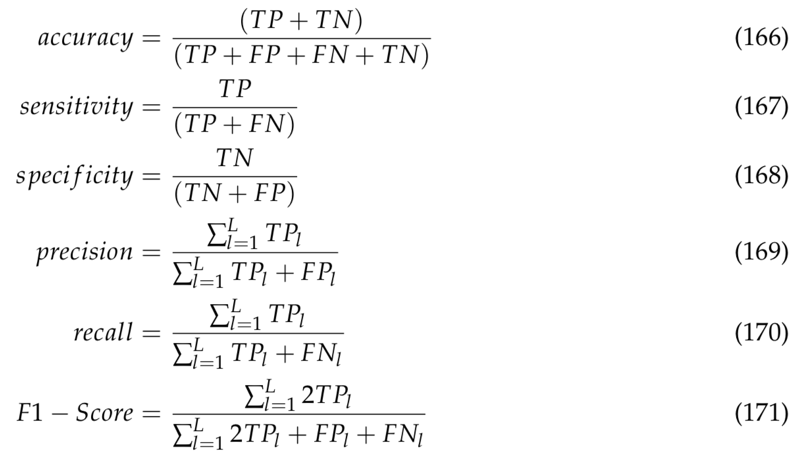 accuracy = (TP + TN) / (TP + FP + FN + TN) (166)
sensitivity = TP / (TP + FN) (167)
specificity = TN / (TN + FP) (168)
precision = ∑_{l=1}^{L} TP_l / ∑_{l=1}^{L} TP_l + FP_l (169)
recall = ∑_{l=1}^{L} TP_l / ∑_{l=1}^{L} TP_l + FN_l (170)
F1 − Score = ∑_{l=1}^{L} 2TP_l / ∑_{l=1}^{L} 2TP_l + FP_l + FN_l (171)